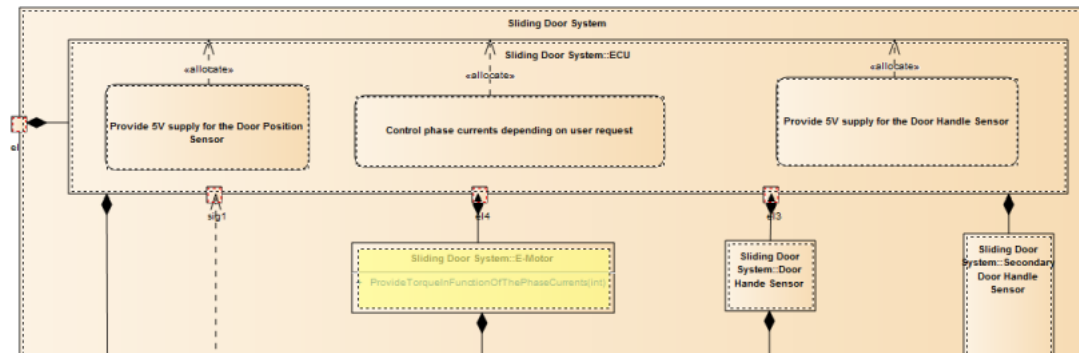 Sliding Door System
Sliding Door System::ECU
«allocate»
«allocate»
«allocate»
Provide 5V supply for the Door Position
Sensor
Control phase currents depending on user request
Provide 5V supply for the Door Handle Sensor
el
sig1
el4
el3
Sliding Door System::E-Motor
ProvideTorqueInFunctionOfThePhaseCurrents(int)
Sliding Door
System::Door
Hande Sensor
Sliding Door
System::Secondary
Door Handle
Sensor